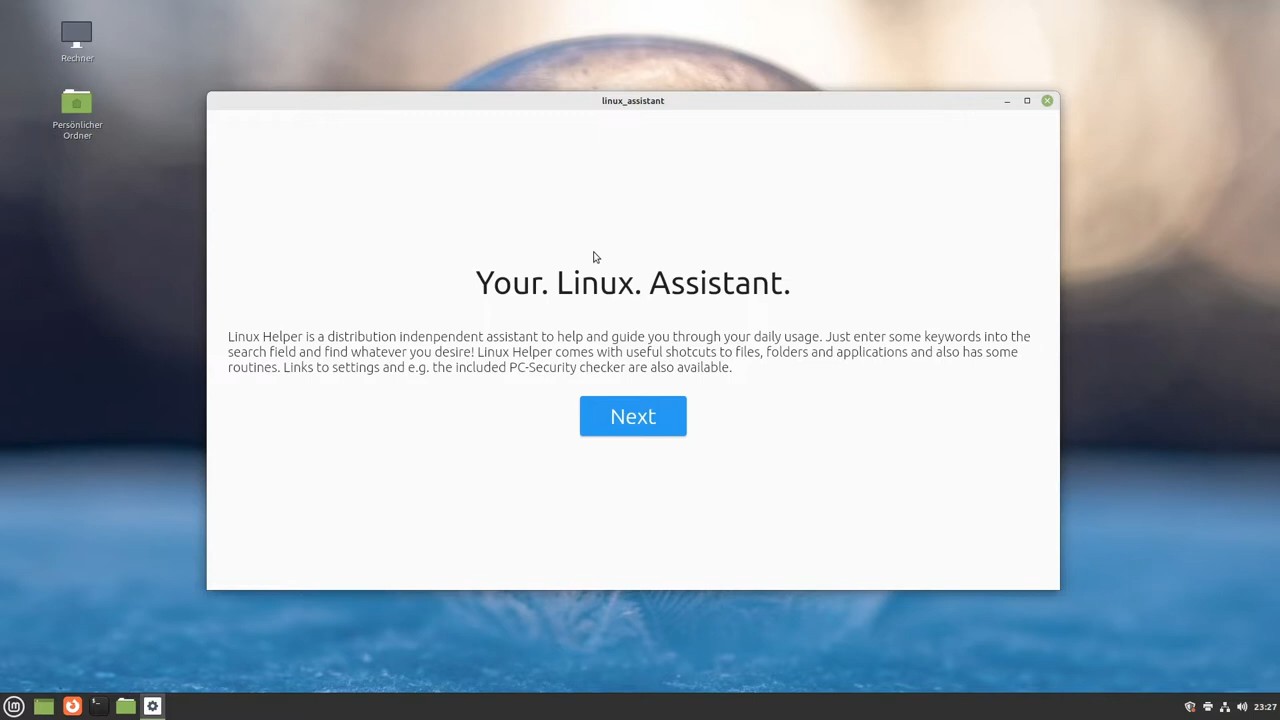 Rechner
Persönlicher
Ordner
linux_assistant
Your. Linux. Assistant.
Linux Helper is a distribution indenpendent assistant to help and guide you through your daily usage. Just enter some keywords into the
search field and find whatever you desire! Linux Helper comes with useful shotcuts to files, folders and applications and also has some
routines. Links to settings and e.g. the included PC-Security checker are also available.
Next
23:27